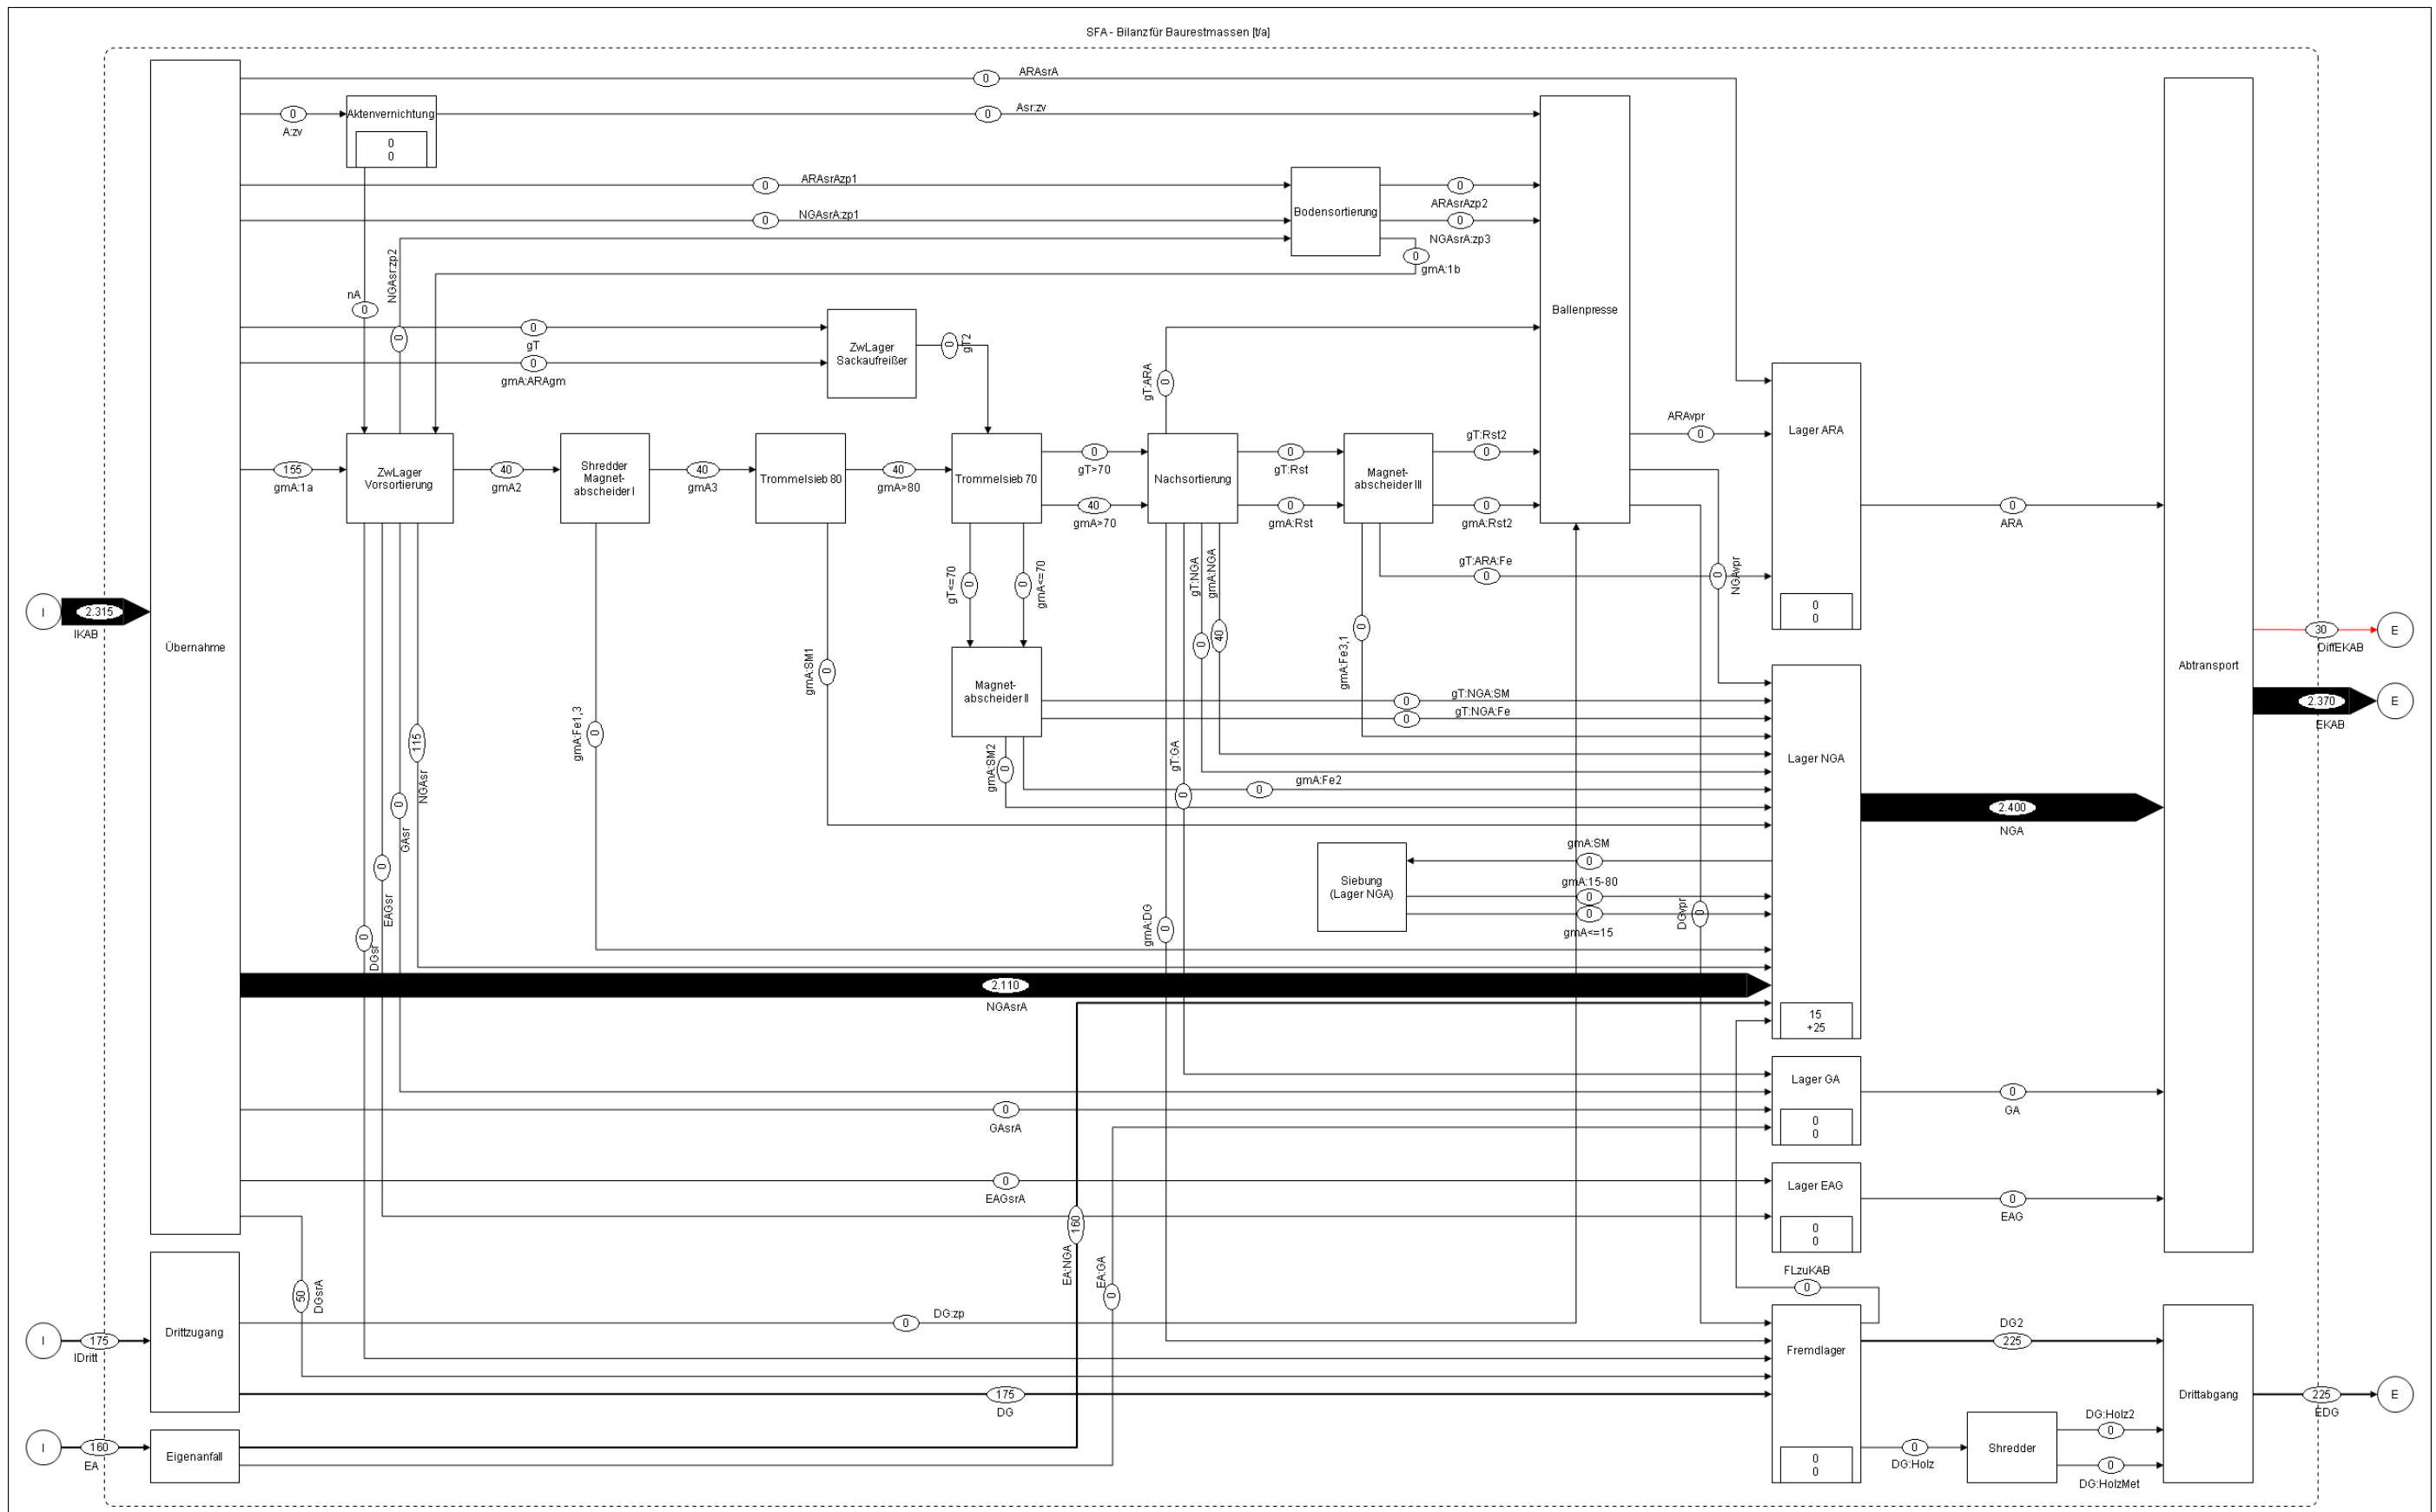 SFA - Bilanz für Baurestmassen [t/a]
0
ARAsrA
0
A:zv
Aktenvernichtung
0
0
0
Asr:zv
0
ARAsrAzp1
0
NGAsrA:zp1
Bodensortierung
0
ARAsrAzp2
0
NGAsrA:zp3
0
gmA:1b
NGAsr:zp2
0
nA
0
0
gT
0
gmA:ARAgm
ZwLager
Sackaufreißer
0
gT2
Ballenpresse
gT:ARA
0
155
gmA:1a
ZwLager
Vorsortierung
40
gmA2
Shredder
Magnet-
abscheider I
40
gmA3
Trommelsieb 80
40
gmA>80
Trommelsieb 70
0
gT>70
40
gmA>70
Nachsortierung
0
gT:Rst
0
gmA:Rst
Magnet-
abscheider III
gT:Rst2
0
0
gmA:Rst2
gT:ARA:Fe
0
ARAvpr
0
Lager ARA
0
0
0
ARA
0
NGAvpr
I
2.315
IKAB
Übernahme
gT<=70
0
0
gmA<=70
gT:NGA
0
gmA:NGA
40
gmA:Fe3,1
0
Magnet-
abscheider II
gmA:SM1
0
gmA:Fe1,3
0
gT:NGA:SM
0
gT:NGA:Fe
0
gmA:SM2
0
gmA:Fe2
0
gT:GA
0
Lager NGA
15
+25
Abtransport
30
DiffEKAB
E
2.370
EKAB
E
2.400
NGA
115
NGAsr
0
GAsr
0
EAGsr
0
DGsr
Siebung
(Lager NGA)
gmA:SM
0
gmA:15-80
0
0
gmA<=15
gmA:DG
0
DGvpr
0
2.110
NGAsrA
0
GAsrA
Lager GA
0
0
0
GA
0
EAGsrA
Lager EAG
0
0
0
EAG
EA:NGA
160
EA:GA
0
50
DGsrA
FLzuKAB
0
I
175
IDritt
Drittzugang
DG:zp
0
175
DG
Fremdlager
0
0
DG2
225
Drittabgang
225
EDG
E
I
160
EA
Eigenanfall
0
DG:Holz
Shredder
DG:Holz2
0
0
DG:HolzMet